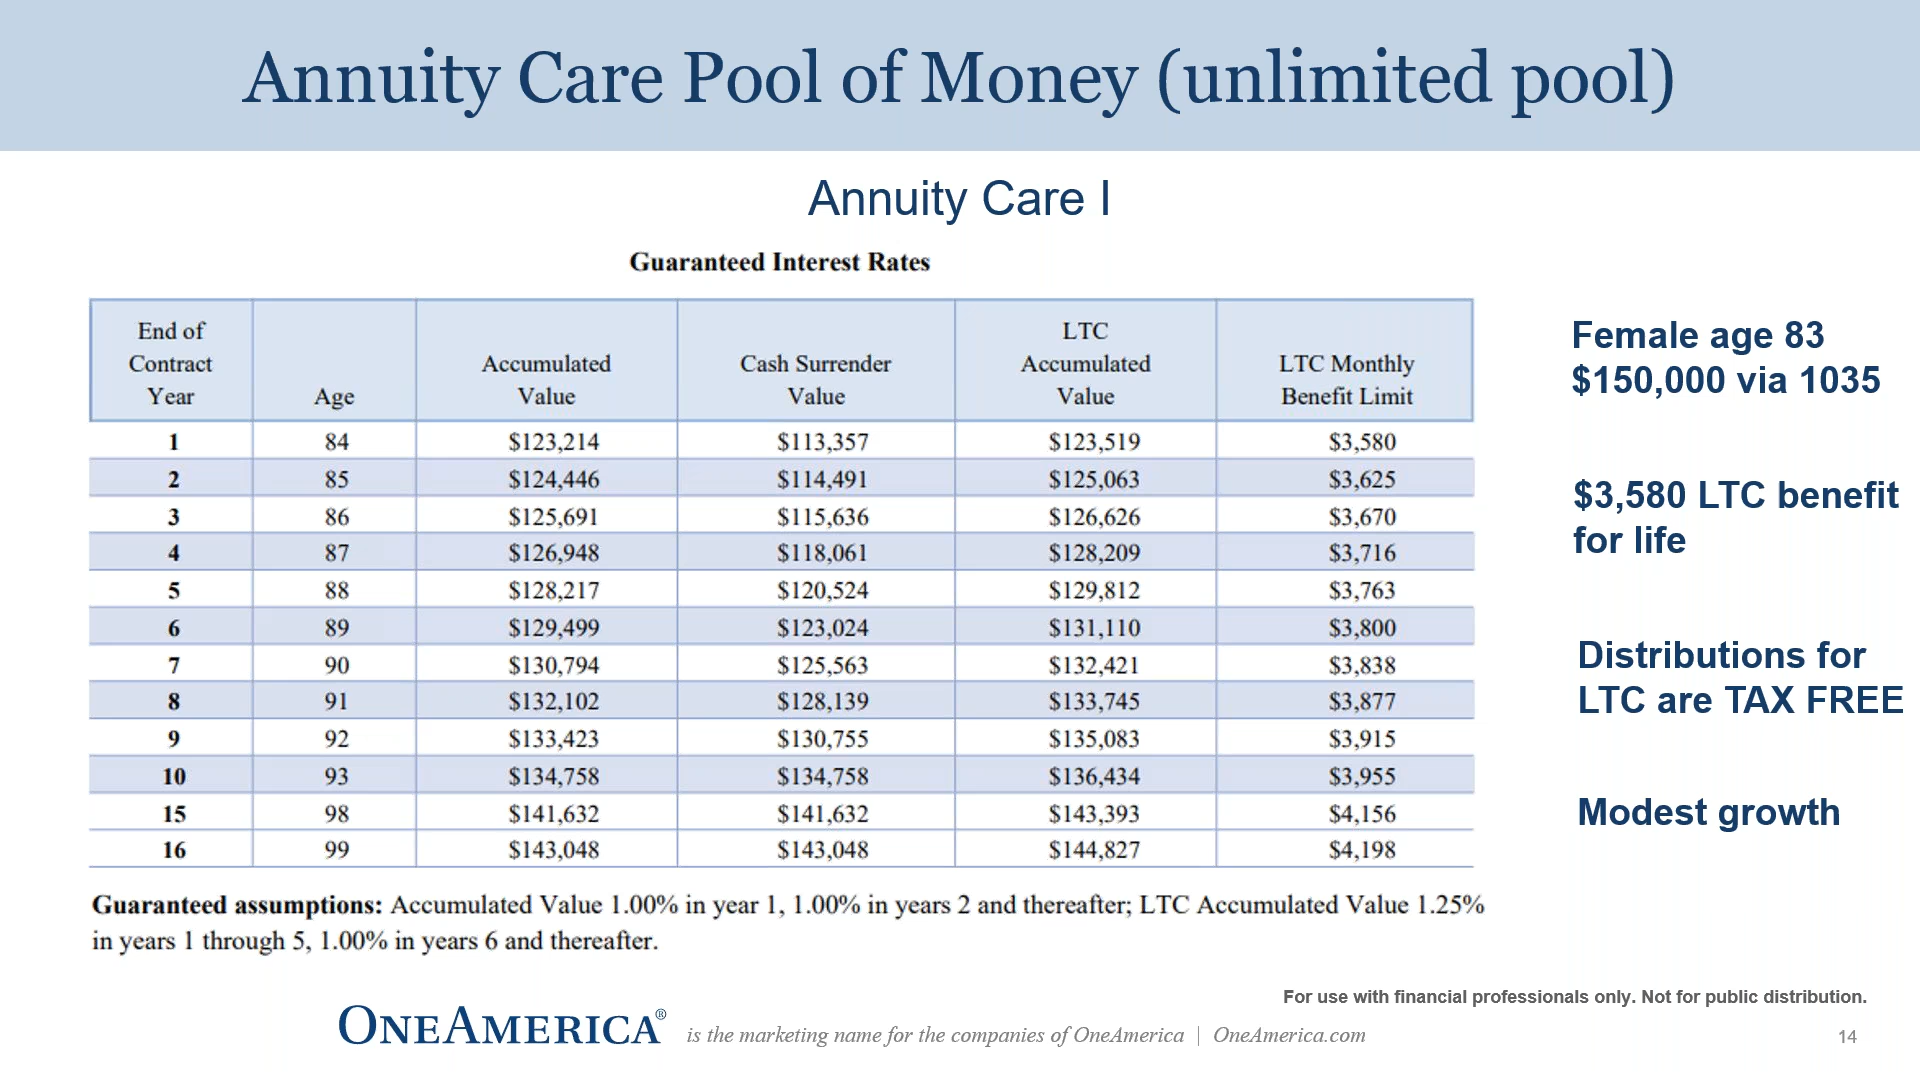 Annuity Care Pool of Money (unlimited pool)
Annuity Care I
Guaranteed Interest Rates
End of Contract Year | Age | Accumulated Value | Cash Surrender Value | LTC Accumulated Value | LTC Monthly Benefit Limit
1 | 84 | $123,214 | $113,357 | $123,519 | $3,580
2 | 85 | $124,446 | $114,491 | $125,063 | $3,625
3 | 86 | $125,691 | $115,636 | $126,626 | $3,670
4 | 87 | $126,948 | $118,061 | $128,209 | $3,716
5 | 88 | $128,217 | $120,524 | $129,812 | $3,763
6 | 89 | $129,499 | $123,024 | $131,110 | $3,800
7 | 90 | $130,794 | $125,563 | $132,421 | $3,838
8 | 91 | $132,102 | $128,139 | $133,745 | $3,877
9 | 92 | $133,423 | $130,755 | $135,083 | $3,915
10 | 93 | $134,758 | $134,758 | $136,434 | $3,955
15 | 98 | $141,632 | $141,632 | $143,393 | $4,156
16 | 99 | $143,048 | $143,048 | $144,827 | $4,198
Guaranteed assumptions: Accumulated Value 1.00% in year 1, 1.00% in years 2 and thereafter; LTC Accumulated Value 1.25%
in years 1 through 5, 1.00% in years 6 and thereafter.
Female age 83
$150,000 via 1035
$3,580 LTC benefit
for life
Distributions for
LTC are TAX FREE
Modest growth
For use with financial professionals only. Not for public distribution.
ONEAMERICA® is the marketing name for the companies of OneAmerica | OneAmerica.com
14